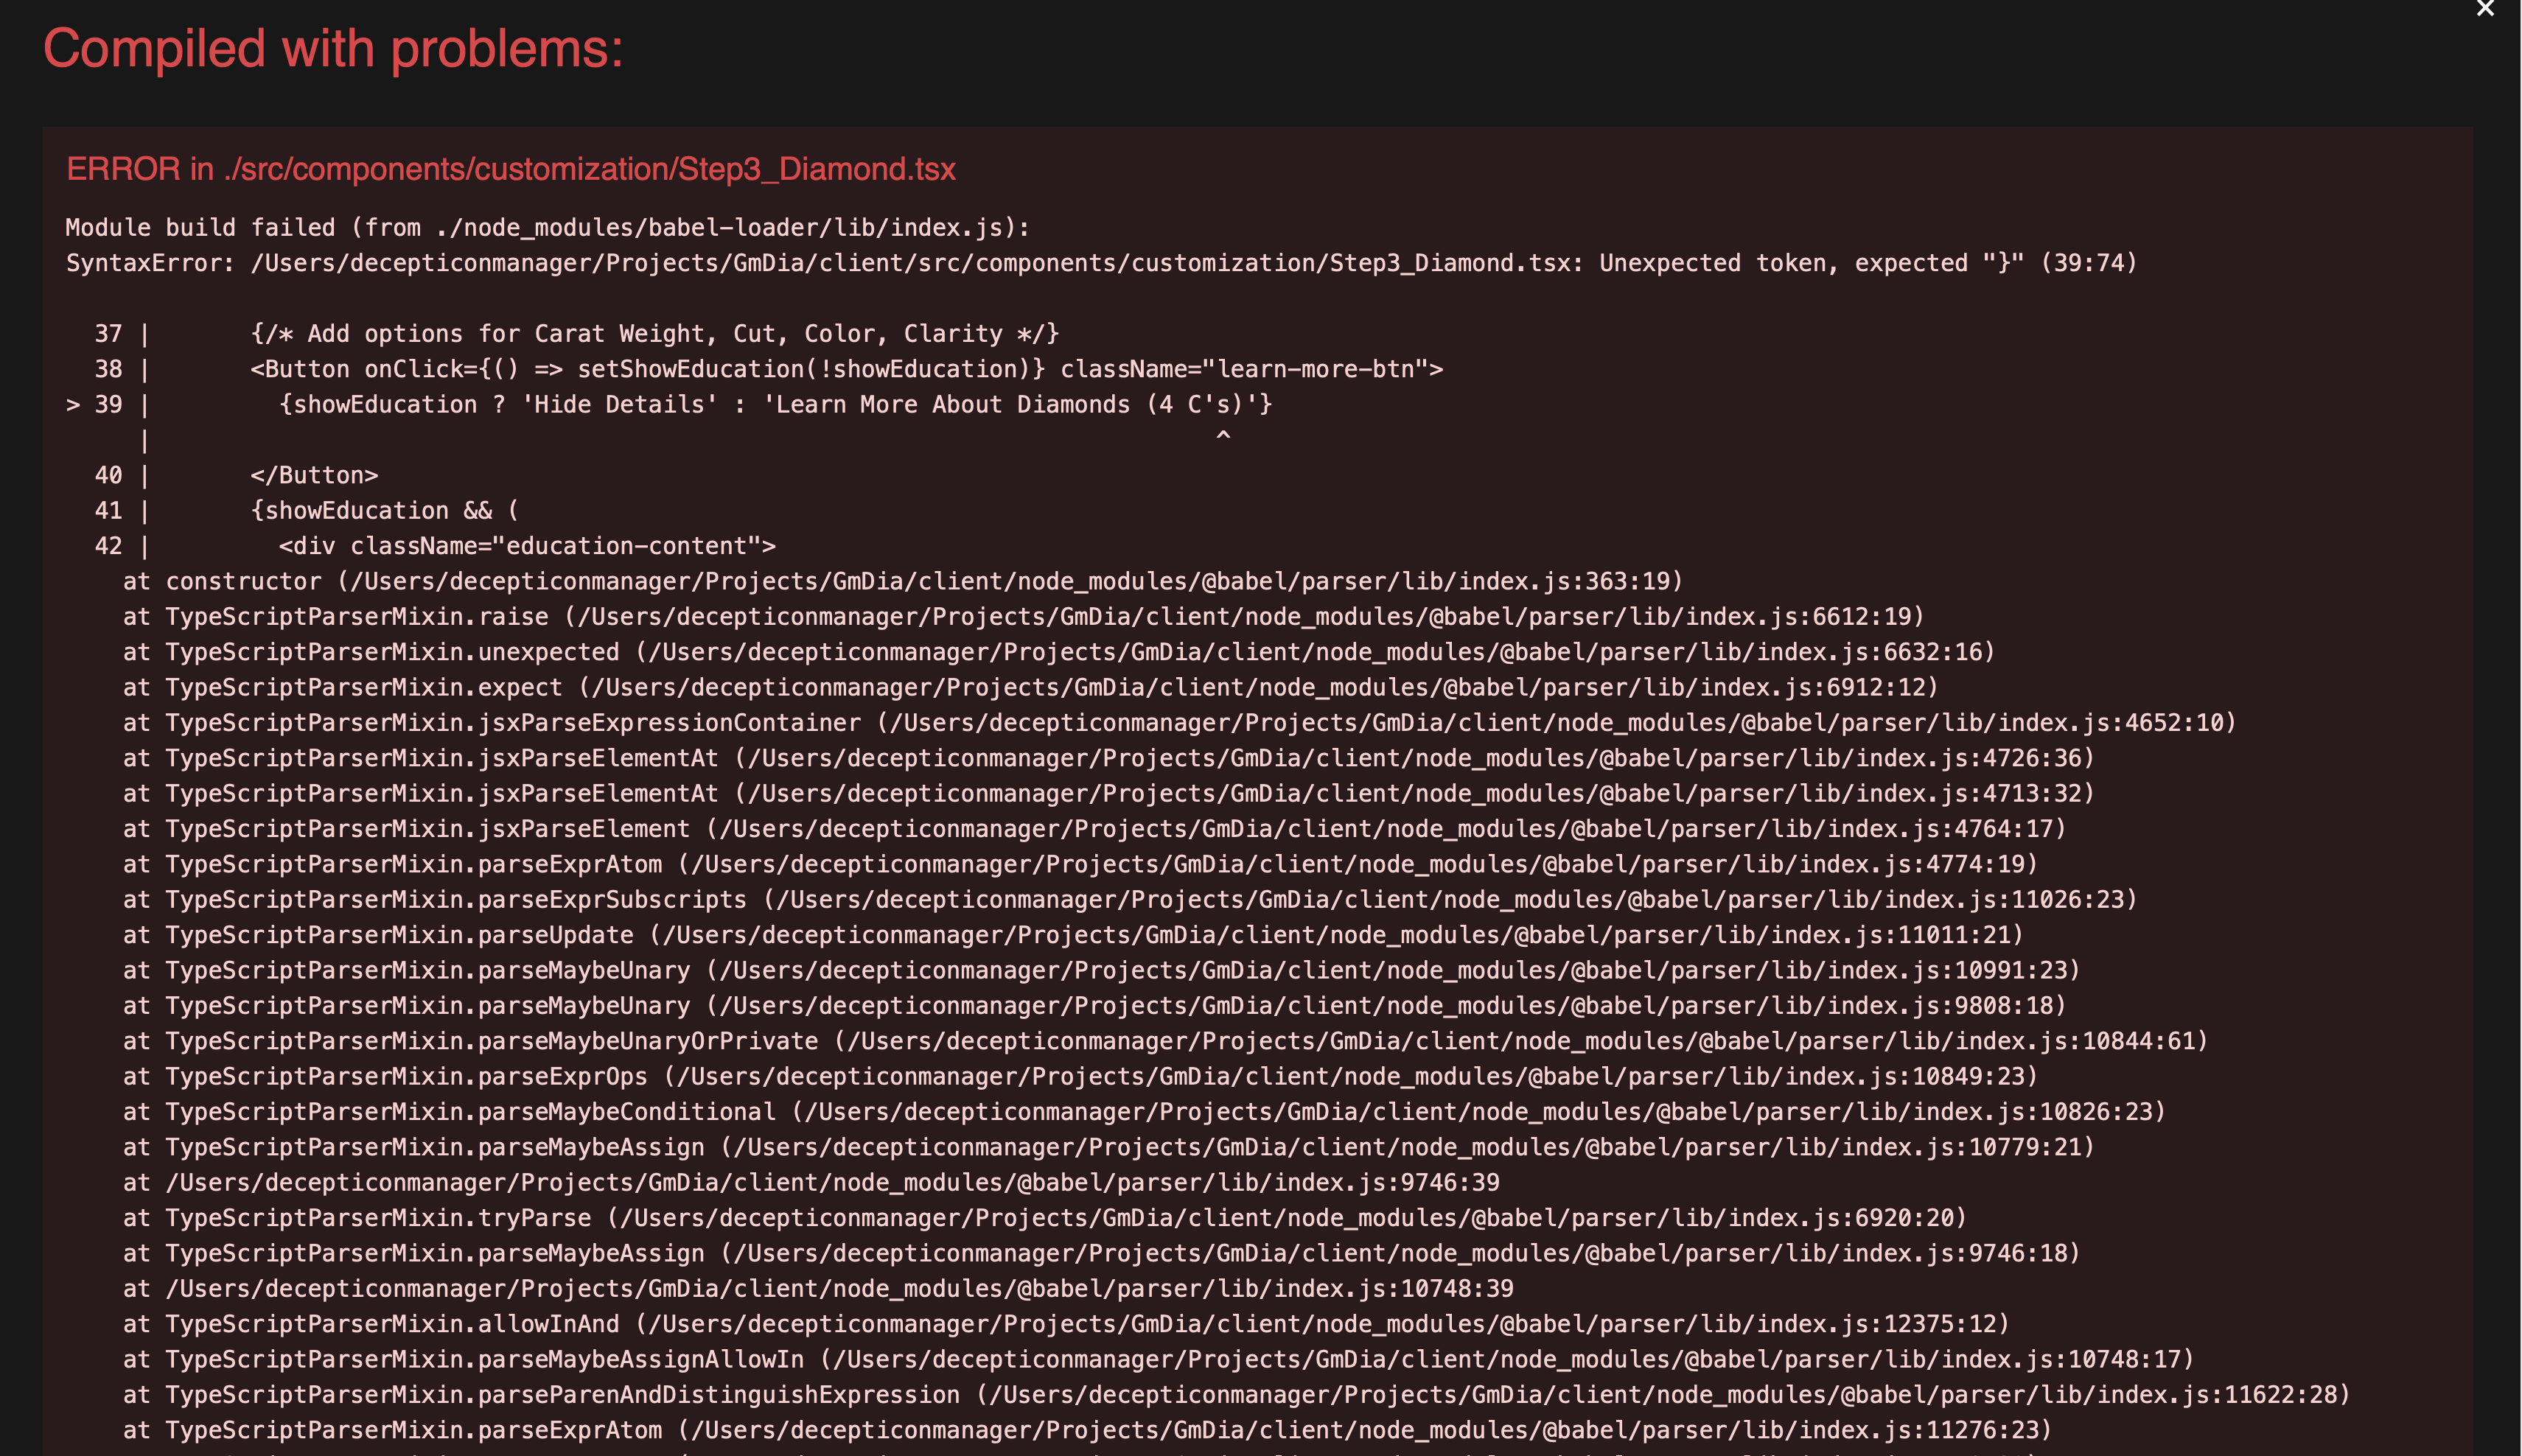 ×
Compiled with problems:
ERROR in ./src/components/customization/Step3_Diamond.tsx
Module build failed (from ./node_modules/babel-loader/lib/index.js):
SyntaxError: /Users/decepticonmanager/Projects/GmDia/client/src/components/customization/Step3_Diamond.tsx: Unexpected token, expected "}" (39:74)
  37 |       {/* Add options for Carat Weight, Cut, Color, Clarity */}
  38 |       <Button onClick={() => setShowEducation(!showEducation)} className="learn-more-btn">
> 39 |         {showEducation ? 'Hide Details' : 'Learn More About Diamonds (4 C's)'}
     |                                                                           ^
  40 |       </Button>
  41 |       {showEducation && (
  42 |         <div className="education-content">
    at constructor (/Users/decepticonmanager/Projects/GmDia/client/node_modules/@babel/parser/lib/index.js:363:19)
    at TypeScriptParserMixin.raise (/Users/decepticonmanager/Projects/GmDia/client/node_modules/@babel/parser/lib/index.js:6612:19)
    at TypeScriptParserMixin.unexpected (/Users/decepticonmanager/Projects/GmDia/client/node_modules/@babel/parser/lib/index.js:6632:16)
    at TypeScriptParserMixin.expect (/Users/decepticonmanager/Projects/GmDia/client/node_modules/@babel/parser/lib/index.js:6912:12)
    at TypeScriptParserMixin.jsxParseExpressionContainer (/Users/decepticonmanager/Projects/GmDia/client/node_modules/@babel/parser/lib/index.js:4652:10)
    at TypeScriptParserMixin.jsxParseElementAt (/Users/decepticonmanager/Projects/GmDia/client/node_modules/@babel/parser/lib/index.js:4726:36)
    at TypeScriptParserMixin.jsxParseElementAt (/Users/decepticonmanager/Projects/GmDia/client/node_modules/@babel/parser/lib/index.js:4713:32)
    at TypeScriptParserMixin.jsxParseElement (/Users/decepticonmanager/Projects/GmDia/client/node_modules/@babel/parser/lib/index.js:4764:17)
    at TypeScriptParserMixin.parseExprAtom (/Users/decepticonmanager/Projects/GmDia/client/node_modules/@babel/parser/lib/index.js:4774:19)
    at TypeScriptParserMixin.parseExprSubscripts (/Users/decepticonmanager/Projects/GmDia/client/node_modules/@babel/parser/lib/index.js:11026:23)
    at TypeScriptParserMixin.parseUpdate (/Users/decepticonmanager/Projects/GmDia/client/node_modules/@babel/parser/lib/index.js:11011:21)
    at TypeScriptParserMixin.parseMaybeUnary (/Users/decepticonmanager/Projects/GmDia/client/node_modules/@babel/parser/lib/index.js:10991:23)
    at TypeScriptParserMixin.parseMaybeUnary (/Users/decepticonmanager/Projects/GmDia/client/node_modules/@babel/parser/lib/index.js:9808:18)
    at TypeScriptParserMixin.parseMaybeUnaryOrPrivate (/Users/decepticonmanager/Projects/GmDia/client/node_modules/@babel/parser/lib/index.js:10844:61)
    at TypeScriptParserMixin.parseExprOps (/Users/decepticonmanager/Projects/GmDia/client/node_modules/@babel/parser/lib/index.js:10849:23)
    at TypeScriptParserMixin.parseMaybeConditional (/Users/decepticonmanager/Projects/GmDia/client/node_modules/@babel/parser/lib/index.js:10826:23)
    at TypeScriptParserMixin.parseMaybeAssign (/Users/decepticonmanager/Projects/GmDia/client/node_modules/@babel/parser/lib/index.js:10779:21)
    at /Users/decepticonmanager/Projects/GmDia/client/node_modules/@babel/parser/lib/index.js:9746:39
    at TypeScriptParserMixin.tryParse (/Users/decepticonmanager/Projects/GmDia/client/node_modules/@babel/parser/lib/index.js:6920:20)
    at TypeScriptParserMixin.parseMaybeAssign (/Users/decepticonmanager/Projects/GmDia/client/node_modules/@babel/parser/lib/index.js:9746:18)
    at /Users/decepticonmanager/Projects/GmDia/client/node_modules/@babel/parser/lib/index.js:10748:39
    at TypeScriptParserMixin.allowInAnd (/Users/decepticonmanager/Projects/GmDia/client/node_modules/@babel/parser/lib/index.js:12375:12)
    at TypeScriptParserMixin.parseMaybeAssignAllowIn (/Users/decepticonmanager/Projects/GmDia/client/node_modules/@babel/parser/lib/index.js:10748:17)
    at TypeScriptParserMixin.parseParenAndDistinguishExpression (/Users/decepticonmanager/Projects/GmDia/client/node_modules/@babel/parser/lib/index.js:11622:28)
    at TypeScriptParserMixin.parseExprAtom (/Users/decepticonmanager/Projects/GmDia/client/node_modules/@babel/parser/lib/index.js:11276:23)